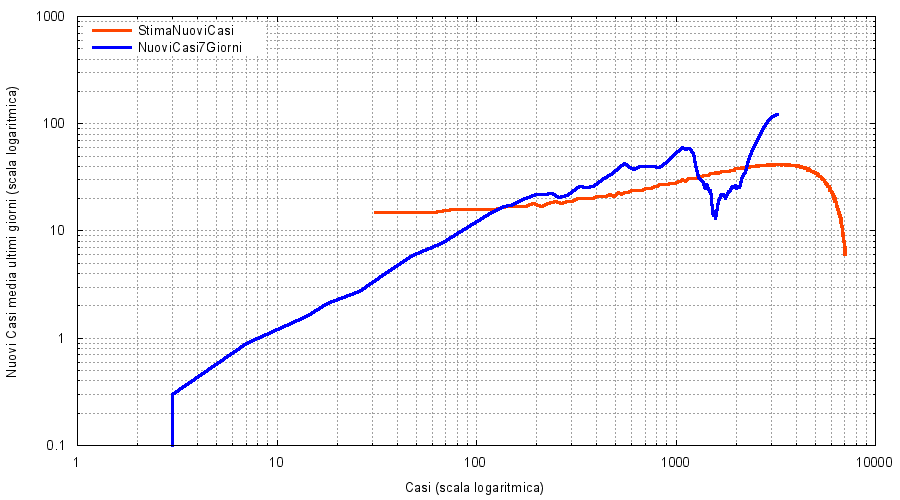 1000
StimaNuoviCasi
NuoviCasi7Giorni
100
10
1
0.1
Nuovi Casi media ultimi giorni (scala logaritmica)
1
10
100
1000
10000
Casi (scala logaritmica)